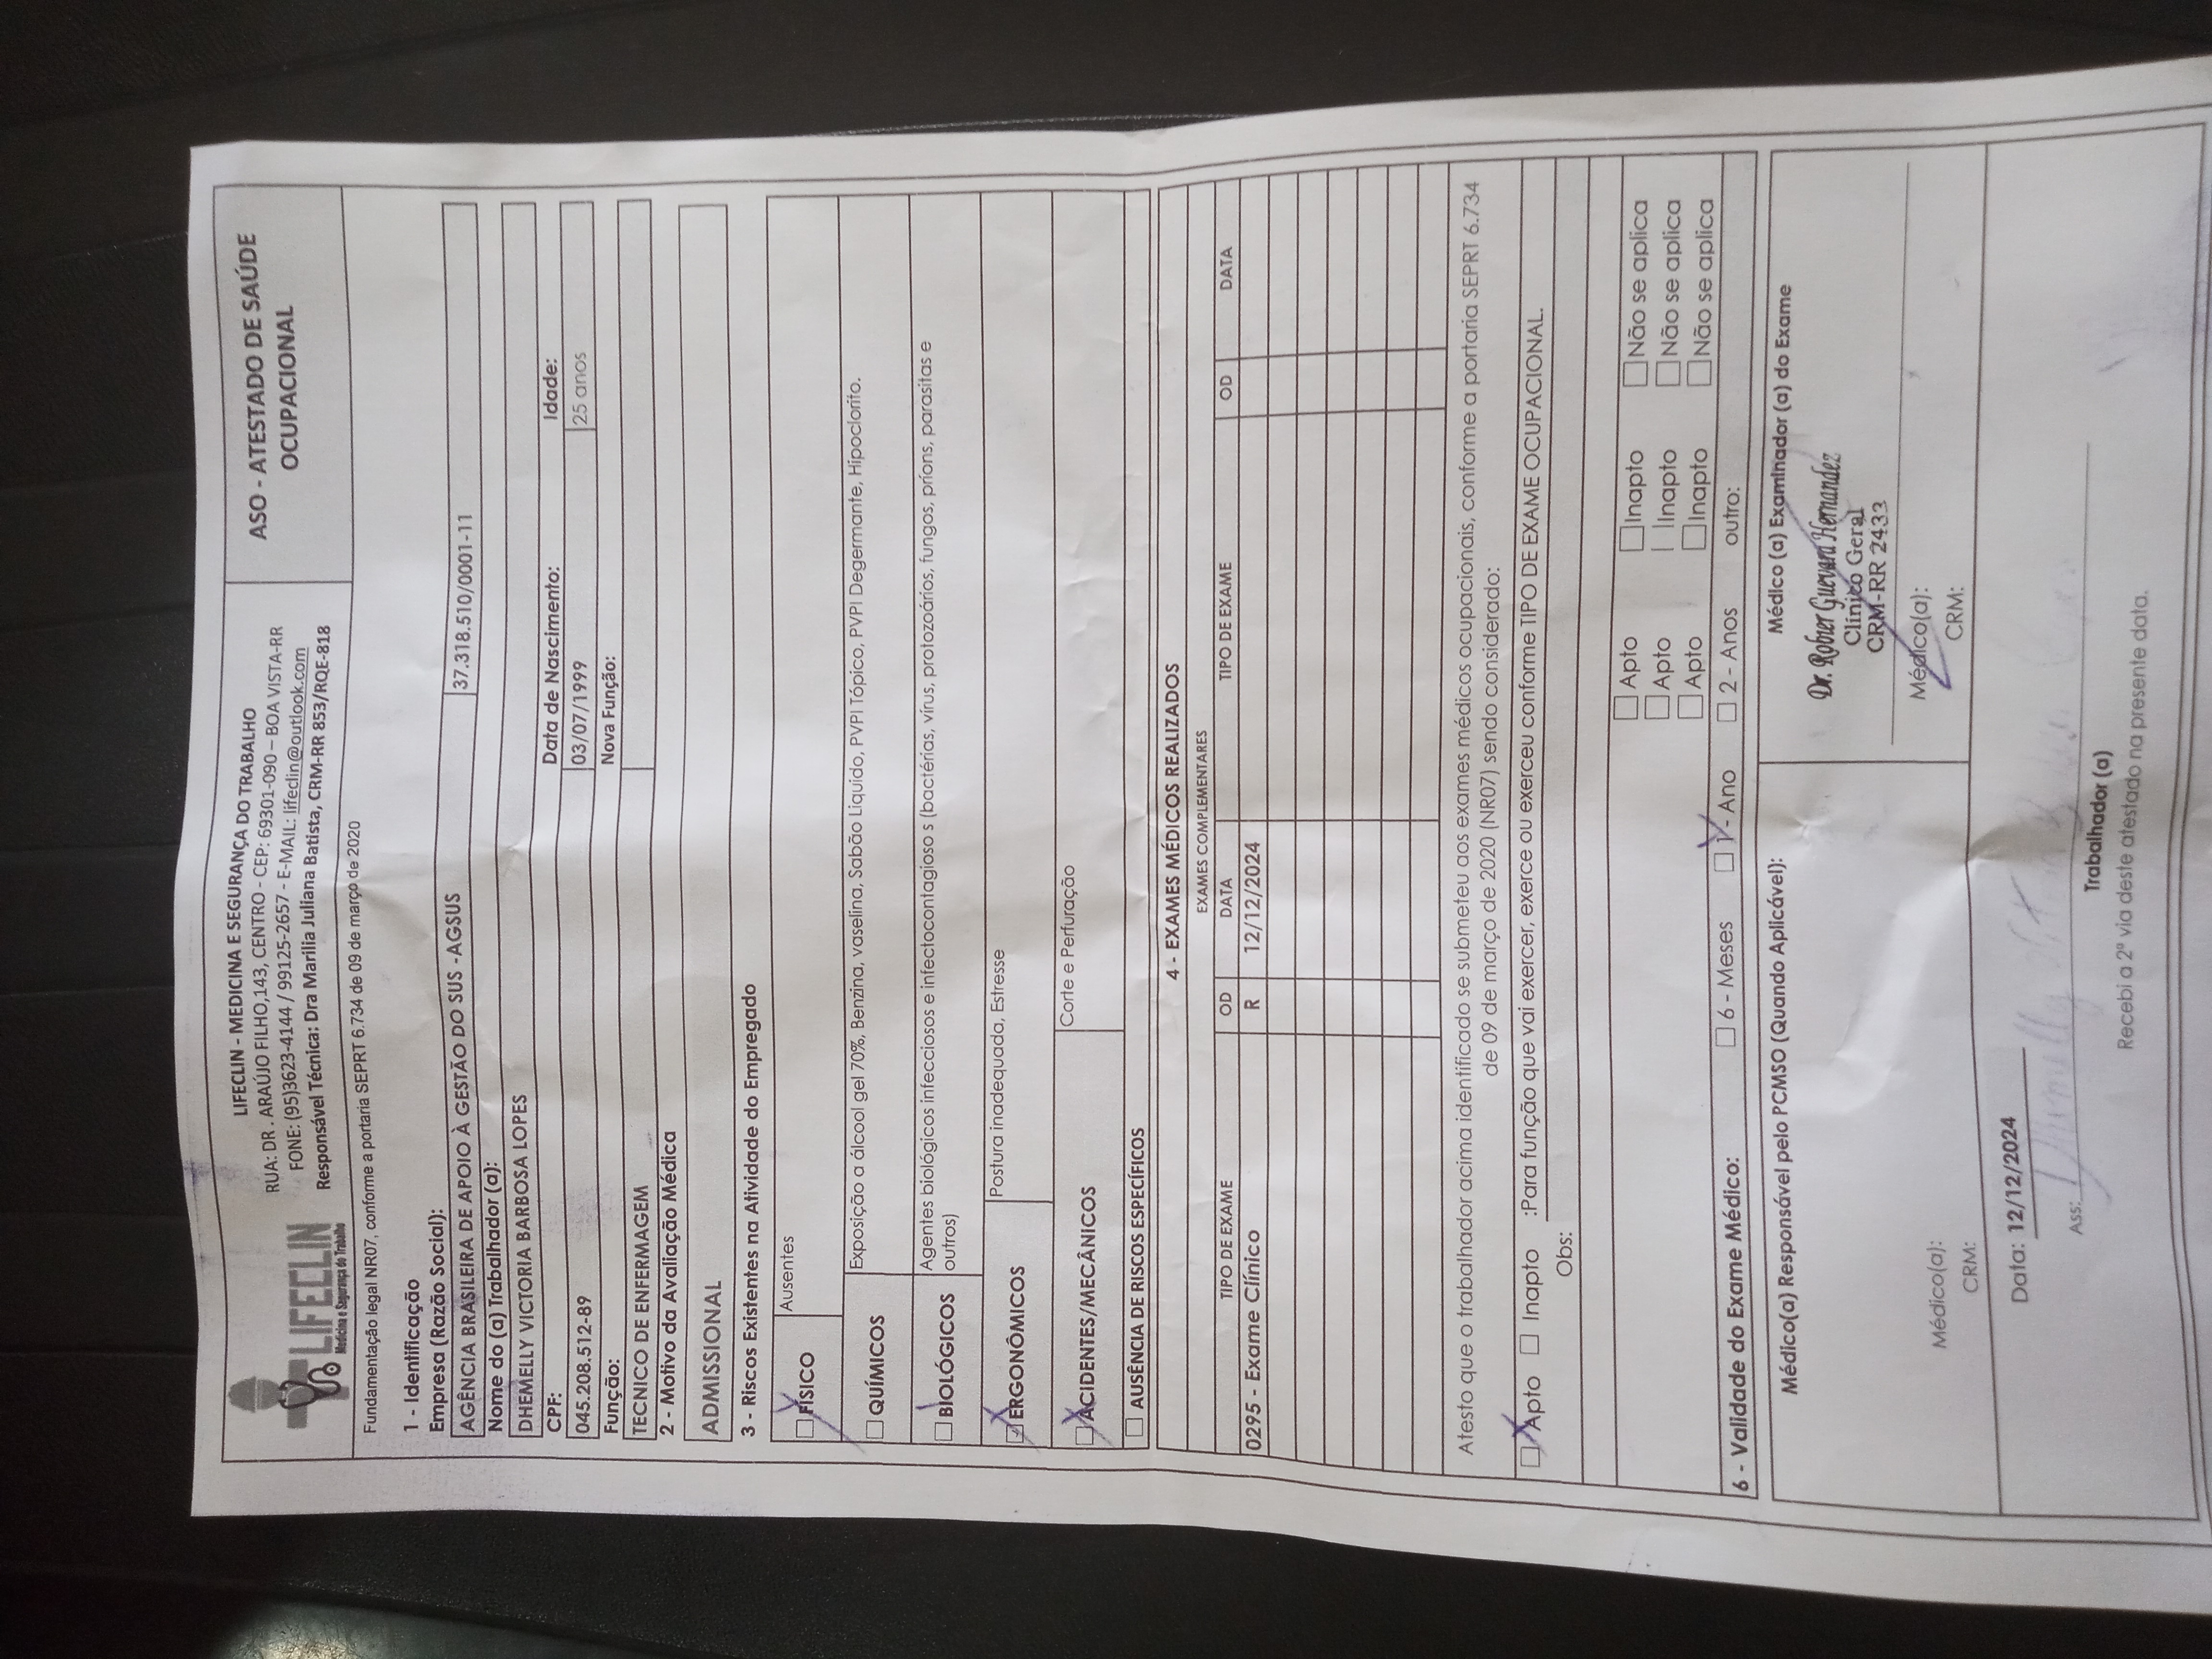 LIFECLIN
Medicina e Segurança do Trabalho
LIFECLIN - MEDICINA E SEGURANÇA DO TRABALHO
RUA: DR . ARAÚJO FILHO,143, CENTRO - CEP: 69301-090 – BOA VISTA-RR
FONE: (95)3623-4144 / 99125-2657 - E-MAIL: lifeclin@outlook.com
Responsável Técnica: Dra Marilia Juliana Batista, CRM-RR 853/RQE-818
ASO - ATESTADO DE SAÚDE
OCUPACIONAL
Fundamentação legal NR07, conforme a portaria SEPRT 6.734 de 09 de março de 2020
1 - Identificação
Empresa (Razão Social):
AGÊNCIA BRASILEIRA DE APOIO À GESTÃO DO SUS -AGSUS 37.318.510/0001-11
Nome do (a) Trabalhador (a):
DHEMELLY VICTORIA BARBOSA LOPES
CPF: Data de Nascimento: Idade:
045.208.512-89 03/07/1999 25 anos
Função: Nova Função:
TECNICO DE ENFERMAGEM
2 - Motivo da Avaliação Médica
ADMISSIONAL
3 - Riscos Existentes na Atividade do Empregado
FÍSICO Ausentes
QUÍMICOS Exposição a álcool gel 70%, Benzina, vaselina, Sabão Liquido, PVPI Tópico, PVPI Degermante, Hipoclorito.
BIOLÓGICOS Agentes biológicos infecciosos e infectocontagioso s (bactérias, vírus, protozoários, fungos, príons, parasitas e
outros)
ERGONÔMICOS Postura inadequada, Estresse
ACIDENTES/MECÂNICOS Corte e Perfuração
AUSÊNCIA DE RISCOS ESPECÍFICOS
4 - EXAMES MÉDICOS REALIZADOS
EXAMES COMPLEMENTARES
TIPO DE EXAME OD DATA TIPO DE EXAME OD DATA
0295 - Exame Clínico R 12/12/2024
Atesto que o trabalhador acima identificado se submeteu aos exames médicos ocupacionais, conforme a portaria SEPRT 6.734
de 09 de março de 2020 (NR07) sendo considerado:
Apto Inapto :Para função que vai exercer, exerce ou exerceu conforme TIPO DE EXAME OCUPACIONAL.
Obs:
Apto Inapto Não se aplica
Apto Inapto Não se aplica
Apto Inapto Não se aplica
6 - Validade do Exame Médico: 6 - Meses 1 - Ano 2 - Anos outro:
Médico(a) Responsável pelo PCMSO (Quando Aplicável):
Médico(a):
CRM:
Médico (a) Examinador (a) do Exame
Dr. Robier Guevara Hernandez
Clínico Geral
CRM-RR 2433
Médico(a):
CRM:
Data: 12/12/2024
Ass: Dhemelly
Trabalhador (a)
Recebi a 2ª via deste atestado na presente data.